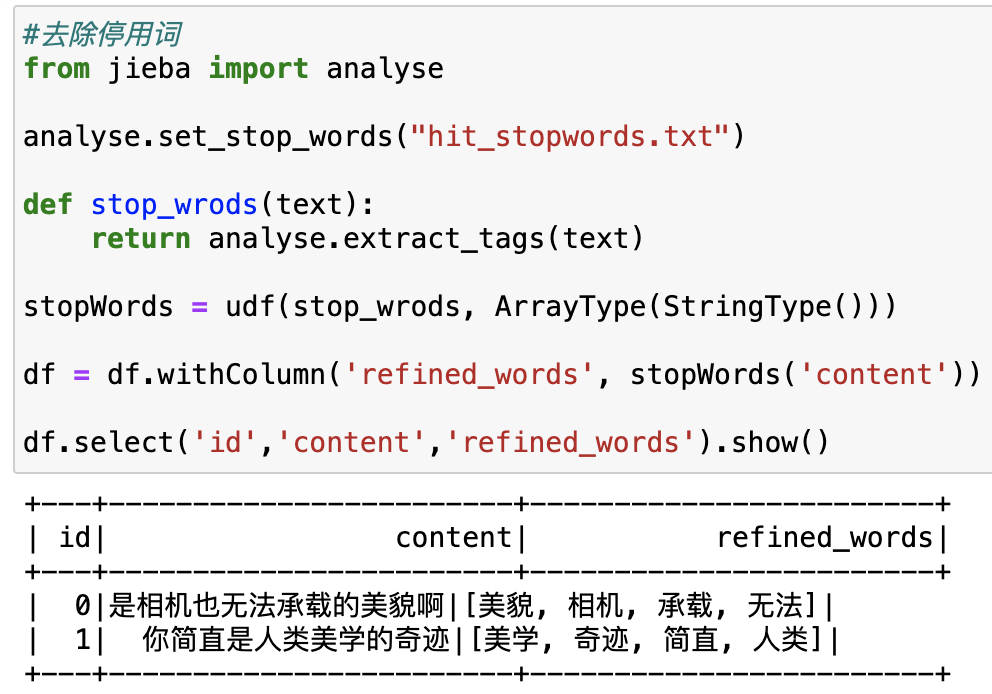 #去除停用词
from jieba import analyse
analyse.set_stop_words("hit_stopwords.txt")
def stop_wrods(text):
    return analyse.extract_tags(text)
stopWords = udf(stop_wrods, ArrayType(StringType()))
df = df.withColumn('refined_words', stopWords('content'))
df.select('id','content','refined_words').show()
+---+------------------------+------------------------+
| id|                 content|           refined_words|
+---+------------------------+------------------------+
|  0|是相机也无法承载的美貌啊|[美貌, 相机, 承载, 无法]|
|  1|  你简直是人类美学的奇迹|[美学, 奇迹, 简直, 人类]|
+---+------------------------+------------------------+